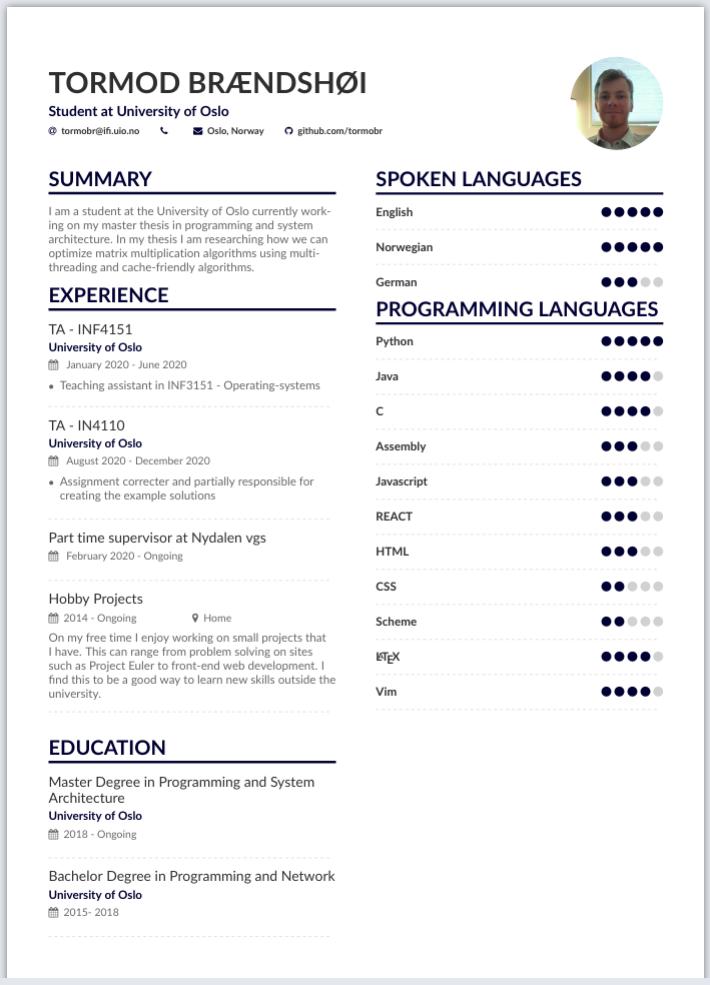 TORMOD BRÆNDSHØI
Student at University of Oslo
tormobr@ifi.uio.no Oslo, Norway github.com/tormobr
SUMMARY
I am a student at the University of Oslo currently work-
ing on my master thesis in programming and system
architecture. In my thesis I am researching how we can
optimize matrix multiplication algorithms using multi-
threading and cache-friendly algorithms.
EXPERIENCE
TA - INF4151
University of Oslo
January 2020 - June 2020
• Teaching assistant in INF3151 - Operating-systems
TA - IN4110
University of Oslo
August 2020 - December 2020
• Assignment correcter and partially responsible for
creating the example solutions
Part time supervisor at Nydalen vgs
February 2020 - Ongoing
Hobby Projects
2014 - Ongoing Home
On my free time I enjoy working on small projects that
I have. This can range from problem solving on sites
such as Project Euler to front-end web development. I
find this to be a good way to learn new skills outside the
university.
EDUCATION
Master Degree in Programming and System
Architecture
University of Oslo
2018 - Ongoing
Bachelor Degree in Programming and Network
University of Oslo
2015- 2018
SPOKEN LANGUAGES
English
Norwegian
German
PROGRAMMING LANGUAGES
Python
Java
C
Assembly
Javascript
REACT
HTML
CSS
Scheme
LATEX
Vim